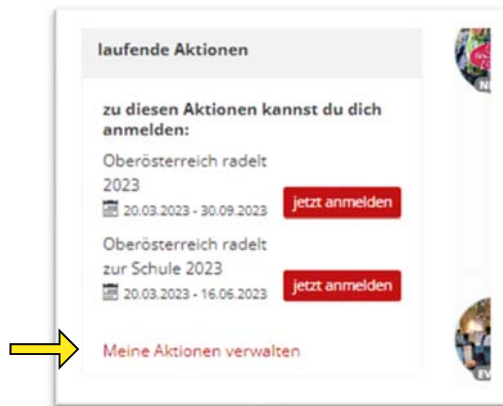 laufende Aktionen
zu diesen Aktionen kannst du dich
anmelden:
Oberösterreich radelt
2023
20.03.2023 - 30.09.2023
jetzt anmelden
Oberösterreich radelt
zur Schule 2023
20.03.2023 - 16.06.2023
jetzt anmelden
Meine Aktionen verwalten